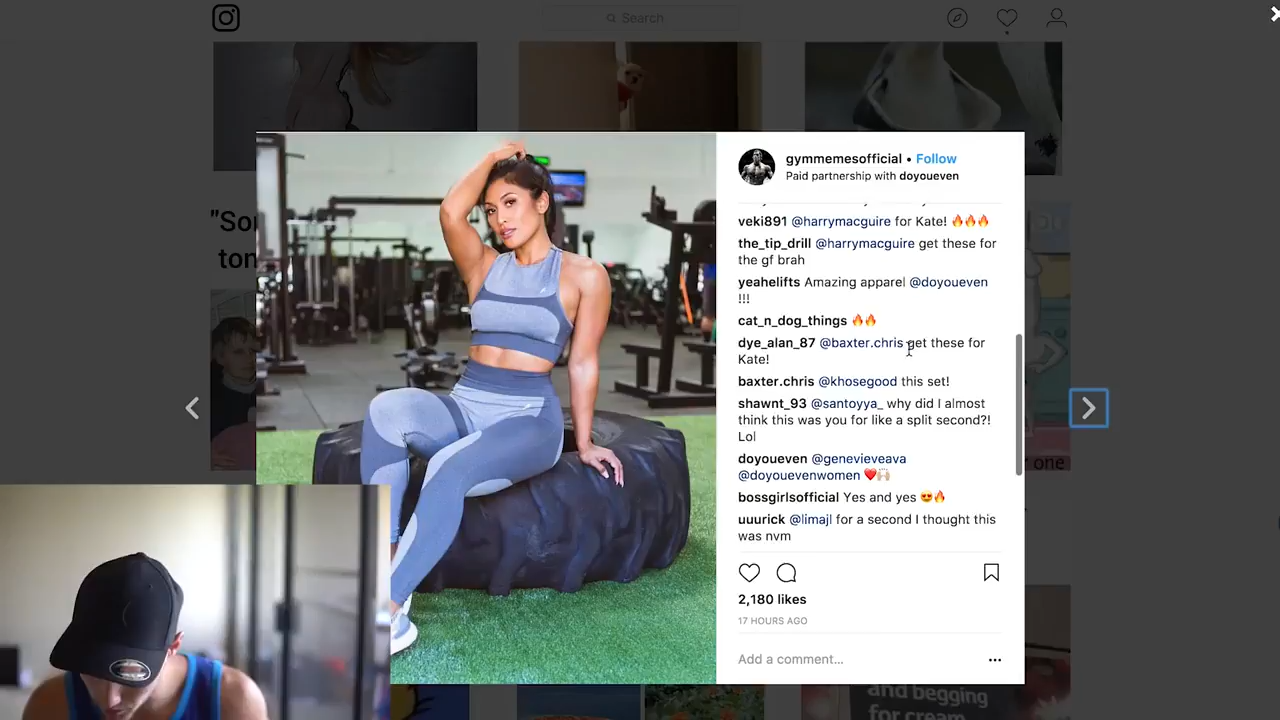 Search
"So
ton
gymmemesofficial • Follow
Paid partnership with doyoueven
veki891 @harrymacguire for Kate! 🔥🔥🔥
the_tip_drill @harrymacguire get these for
the gf brah
yeahelifts Amazing apparel @doyoueven
!!!
cat_n_dog_things 🔥🔥
dye_alan_87 @baxter.chris get these for
Kate!
baxter.chris @khosegood this set!
shawnt_93 @santoyya_ why did I almost
think this was you for like a split second?!
Lol
doyoueven @genevieveava
@doyouevenwomen ❤️🙌🏻
bossgirlsofficial Yes and yes 😍🔥
uuurick @limajl for a second I thought this
was nvm
2,180 likes
17 HOURS AGO
Add a comment...
one
and begging
for cream